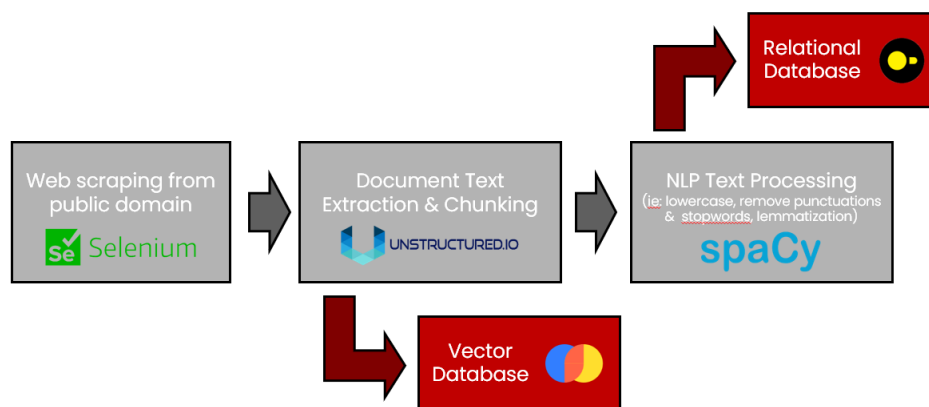 Relational
Database
Web scraping from
public domain
Se Selenium
Document Text
Extraction & Chunking
UNSTRUCTURED.IO
NLP Text Processing
(ie: lowercase, remove punctuations
& stopwords, lemmatization)
spaCy
Vector
Database